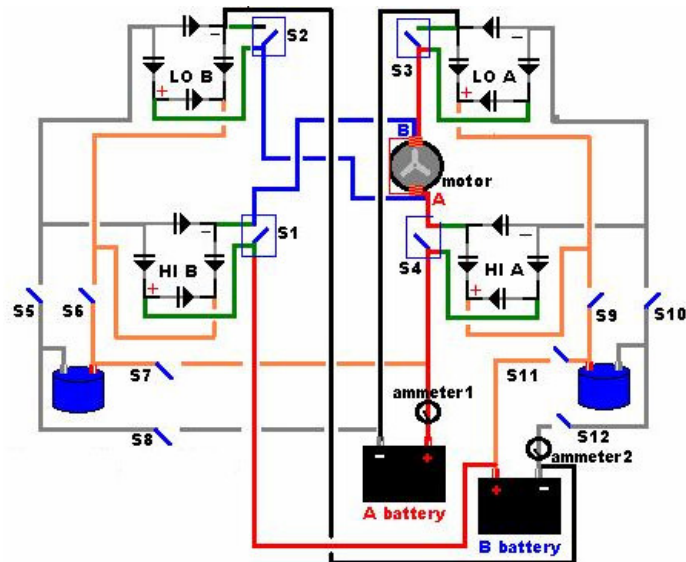 S2
S3
LO B
LO A
−
+
−
+
B
motor
A
S1
S4
HI B
HI A
−
+
−
+
S5
S6
S9
S10
S7
S11
S8
S12
ammeter1
ammeter2
−
+
A battery
+
−
B battery